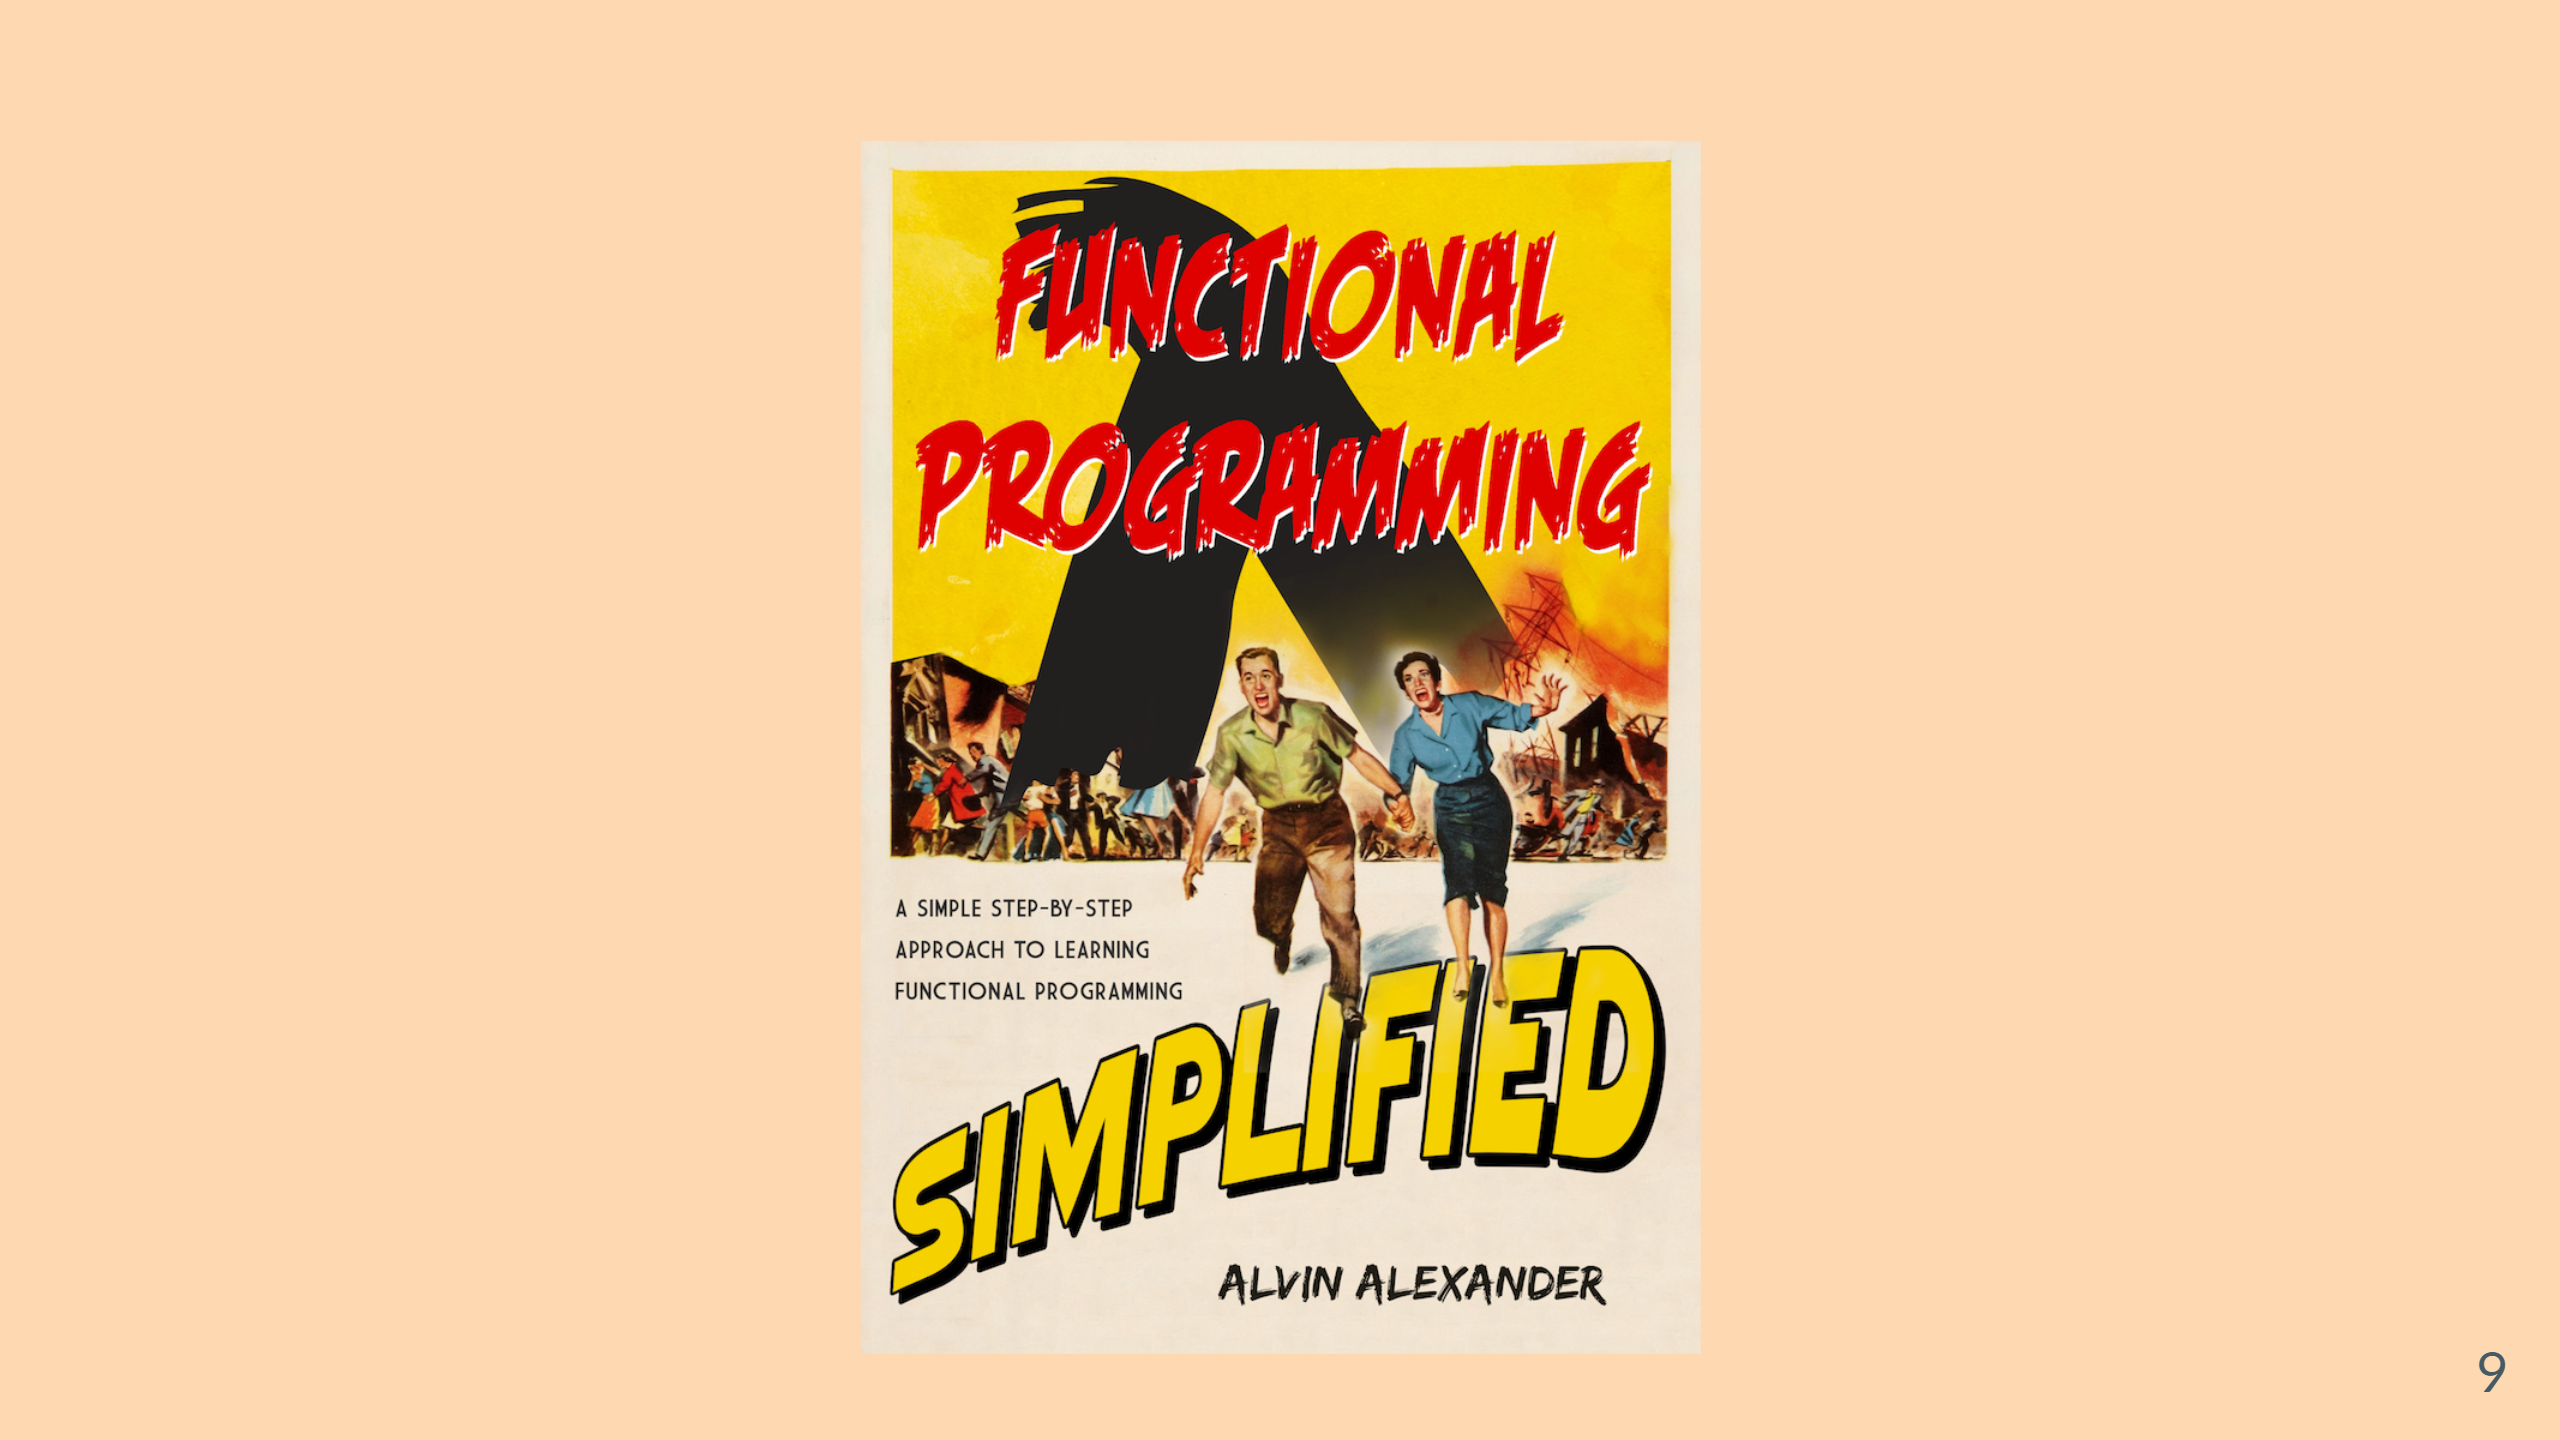 FUNCTIONAL
PROGRAMMING
A SIMPLE STEP-BY-STEP
APPROACH TO LEARNING
FUNCTIONAL PROGRAMMING
SIMPLIFIED
ALVIN ALEXANDER
9